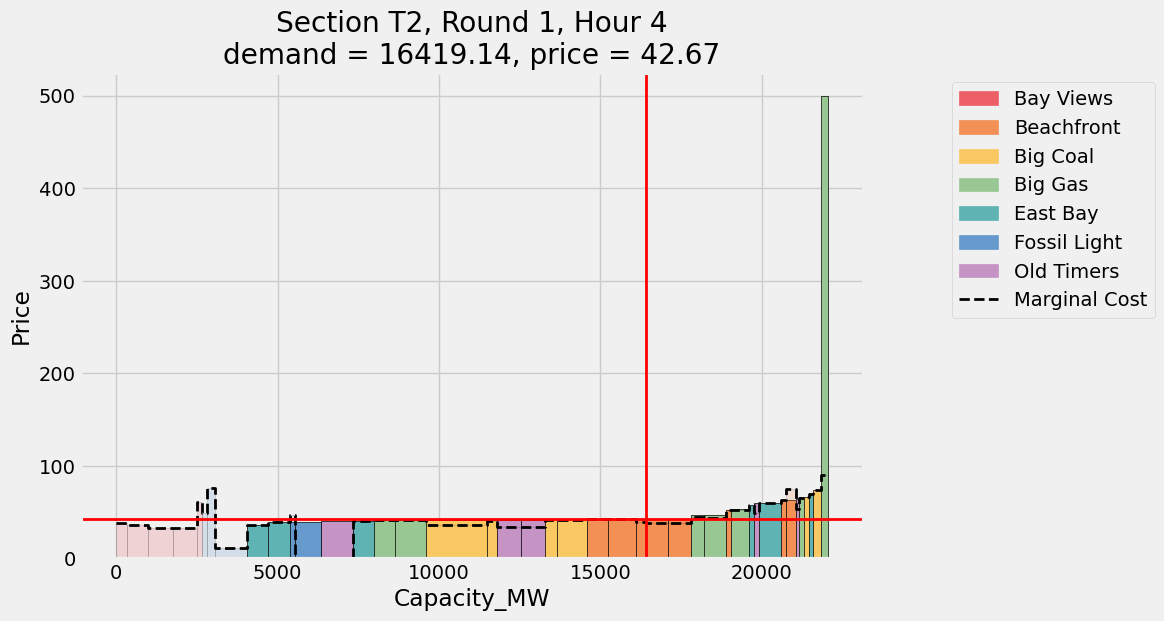 Section T2, Round 1, Hour 4
demand = 16419.14, price = 42.67
500
400
300
200
100
0
Price
0
5000
10000
15000
20000
Capacity_MW
Bay Views
Beachfront
Big Coal
Big Gas
East Bay
Fossil Light
Old Timers
Marginal Cost